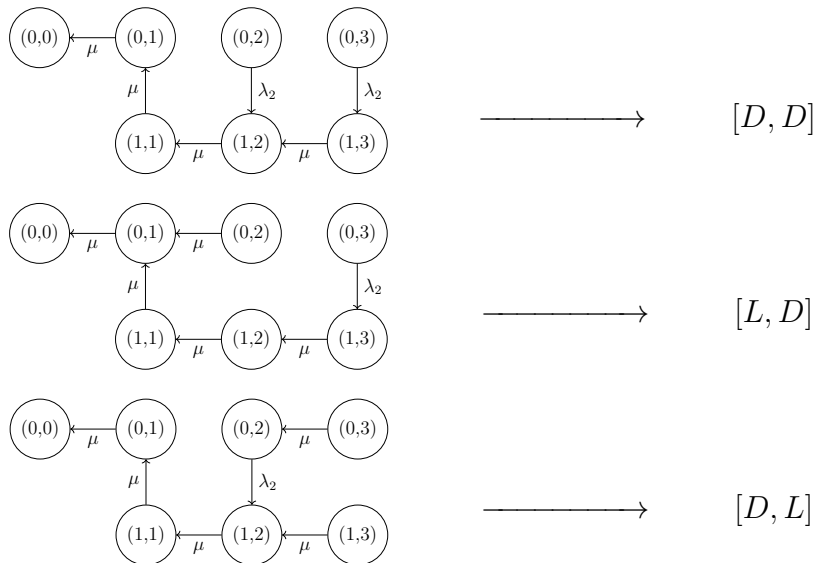 (0,0) (0,1) (0,2) (0,3)
μ
μ λ₂ λ₂ [D, D]
(1,1) (1,2) (1,3)
μ μ
(0,0) (0,1) (0,2) (0,3)
μ μ
μ λ₂ [L, D]
(1,1) (1,2) (1,3)
μ μ
(0,0) (0,1) (0,2) (0,3)
μ μ
μ λ₂ [D, L]
(1,1) (1,2) (1,3)
μ μ